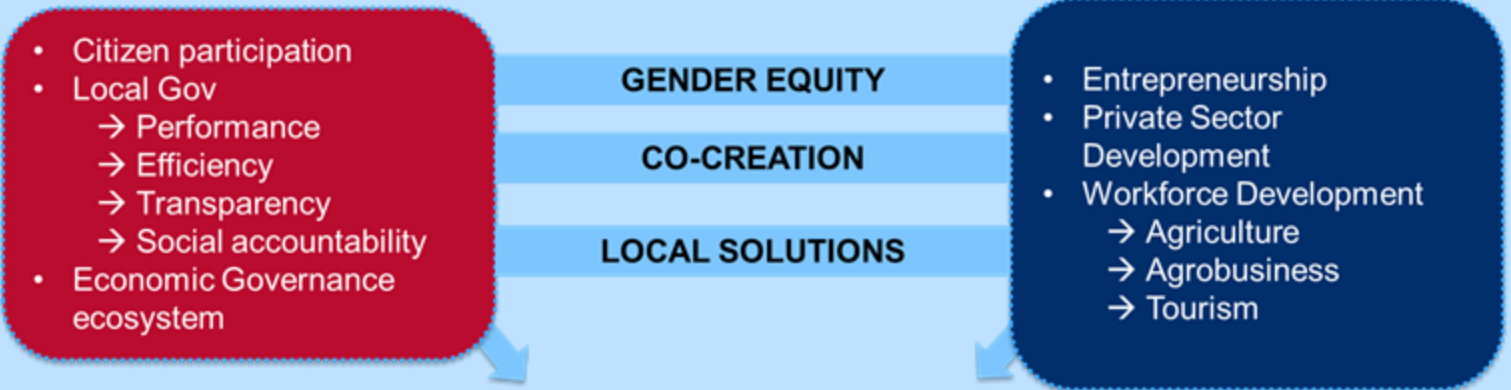 • Citizen participation
• Local Gov
→ Performance
→ Efficiency
→ Transparency
→ Social accountability
• Economic Governance
ecosystem
GENDER EQUITY
CO-CREATION
LOCAL SOLUTIONS
• Entrepreneurship
• Private Sector
Development
• Workforce Development
→ Agriculture
→ Agrobusiness
→ Tourism